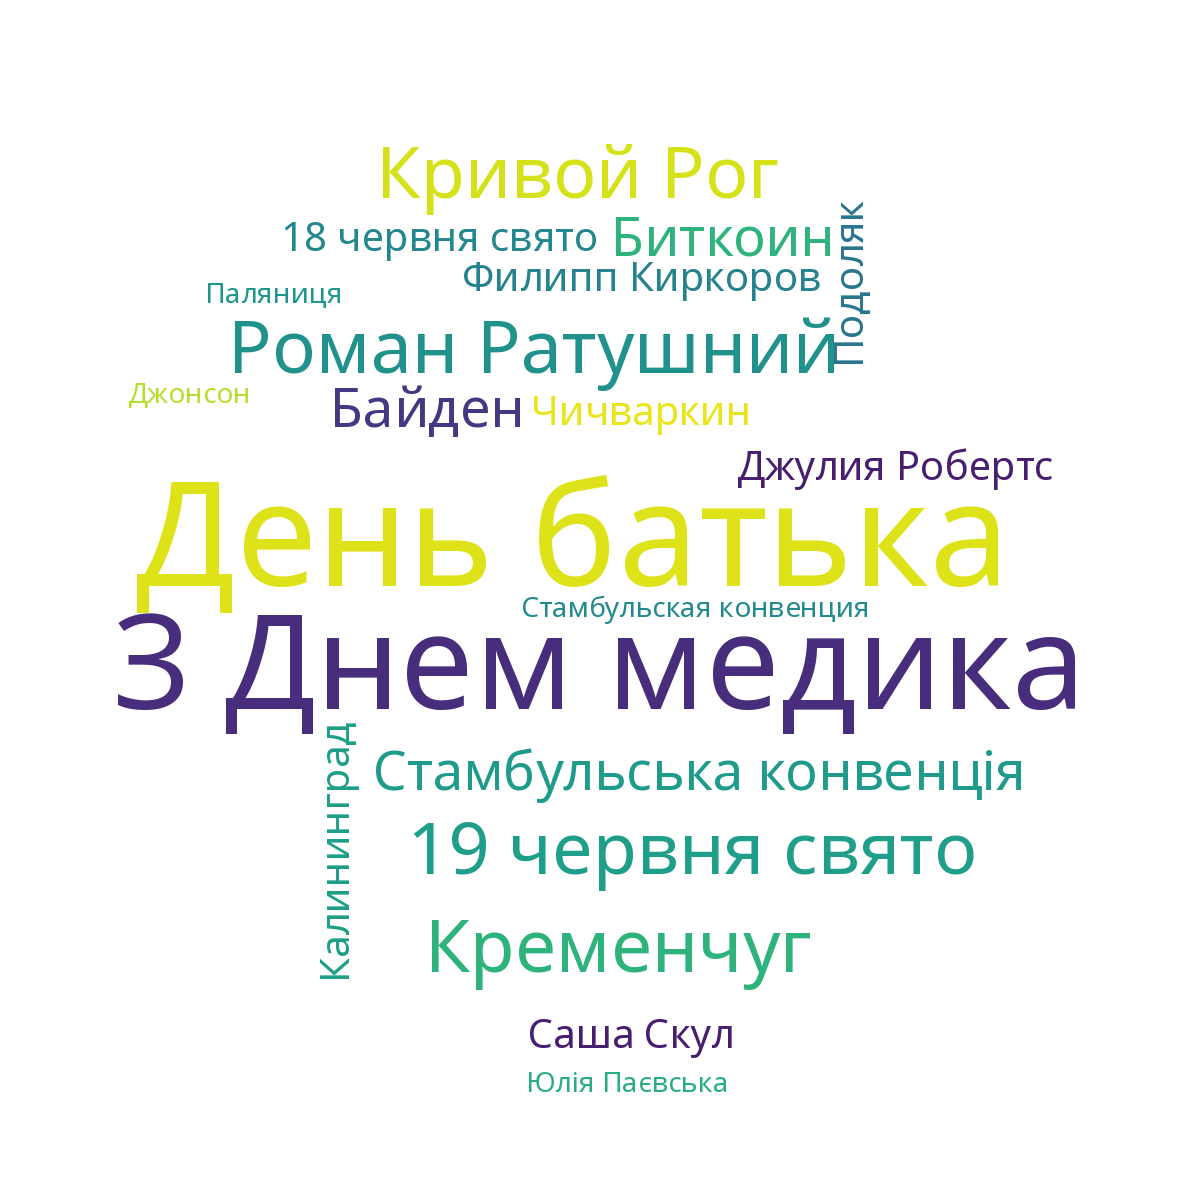 Кривой Рог
18 червня свято
Биткоин
Подоляк
Филипп Киркоров
Паляниця
Роман Ратушний
Джонсон
Байден
Чичваркин
Джулия Робертс
День батька
Стамбульская конвенция
З Днем медика
Калининград
Стамбульська конвенція
19 червня свято
Кременчуг
Саша Скул
Юлія Паєвська